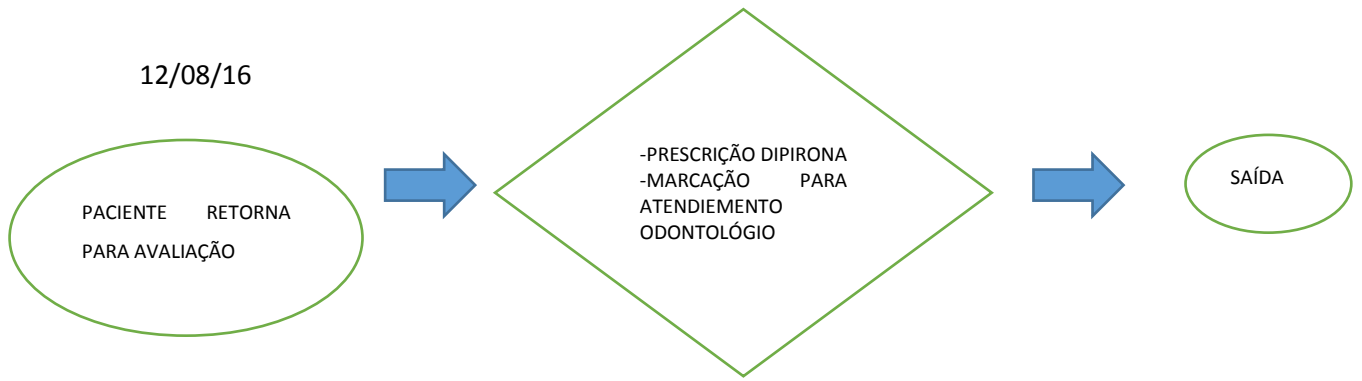 12/08/16
PACIENTE RETORNA
PARA AVALIAÇÃO
-PRESCRIÇÃO DIPIRONA
-MARCAÇÃO PARA
ATENDIEMENTO
ODONTOLÓGIO
SAÍDA